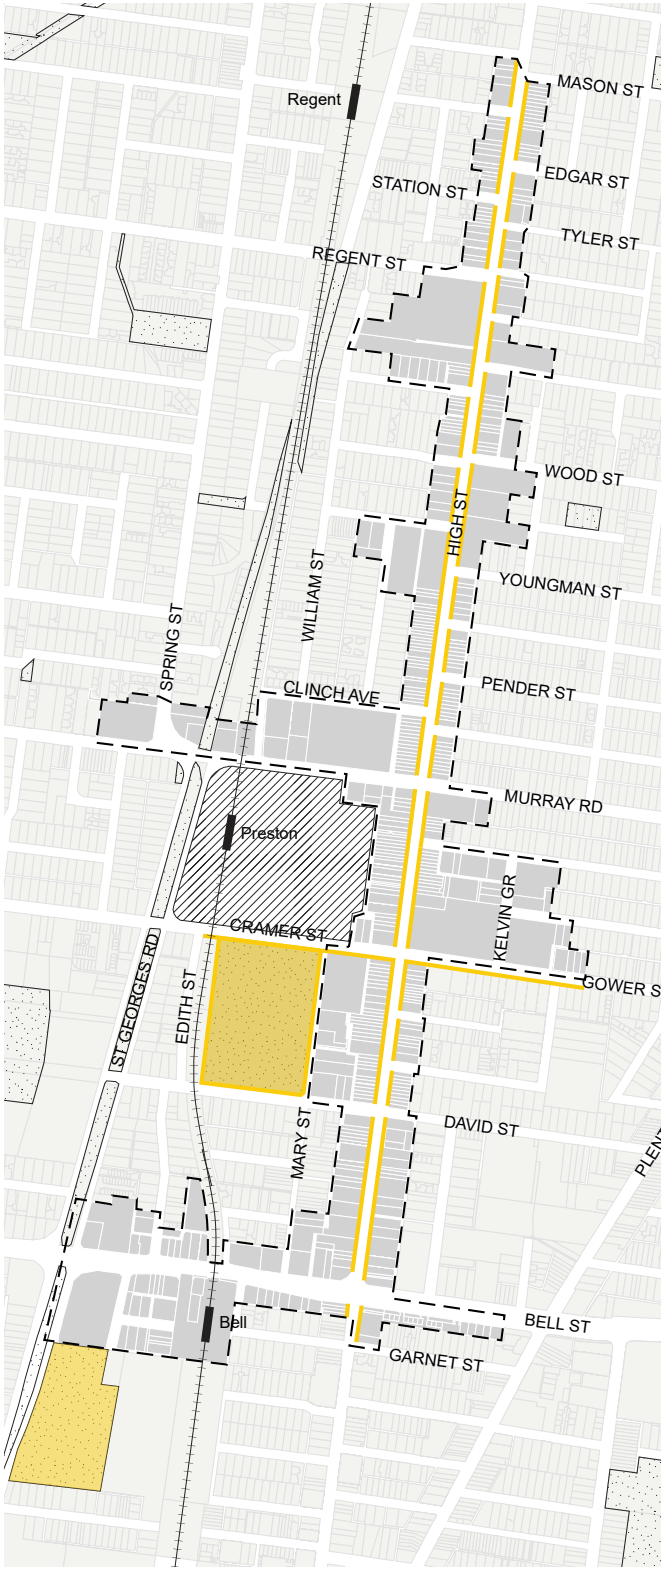 MASON ST
Regent
EDGAR ST
STATION ST
TYLER ST
REGENT ST
WOOD ST
HIGH ST
YOUNGMAN ST
WILLIAM ST
SPRING ST
PENDER ST
CLINCH AVE
MURRAY RD
Preston
KELVIN GR
CRAMER ST
GOWER S
ST GEORGES RD
EDITH ST
DAVID ST
MARY ST
PLENT
BELL ST
Bell
GARNET ST